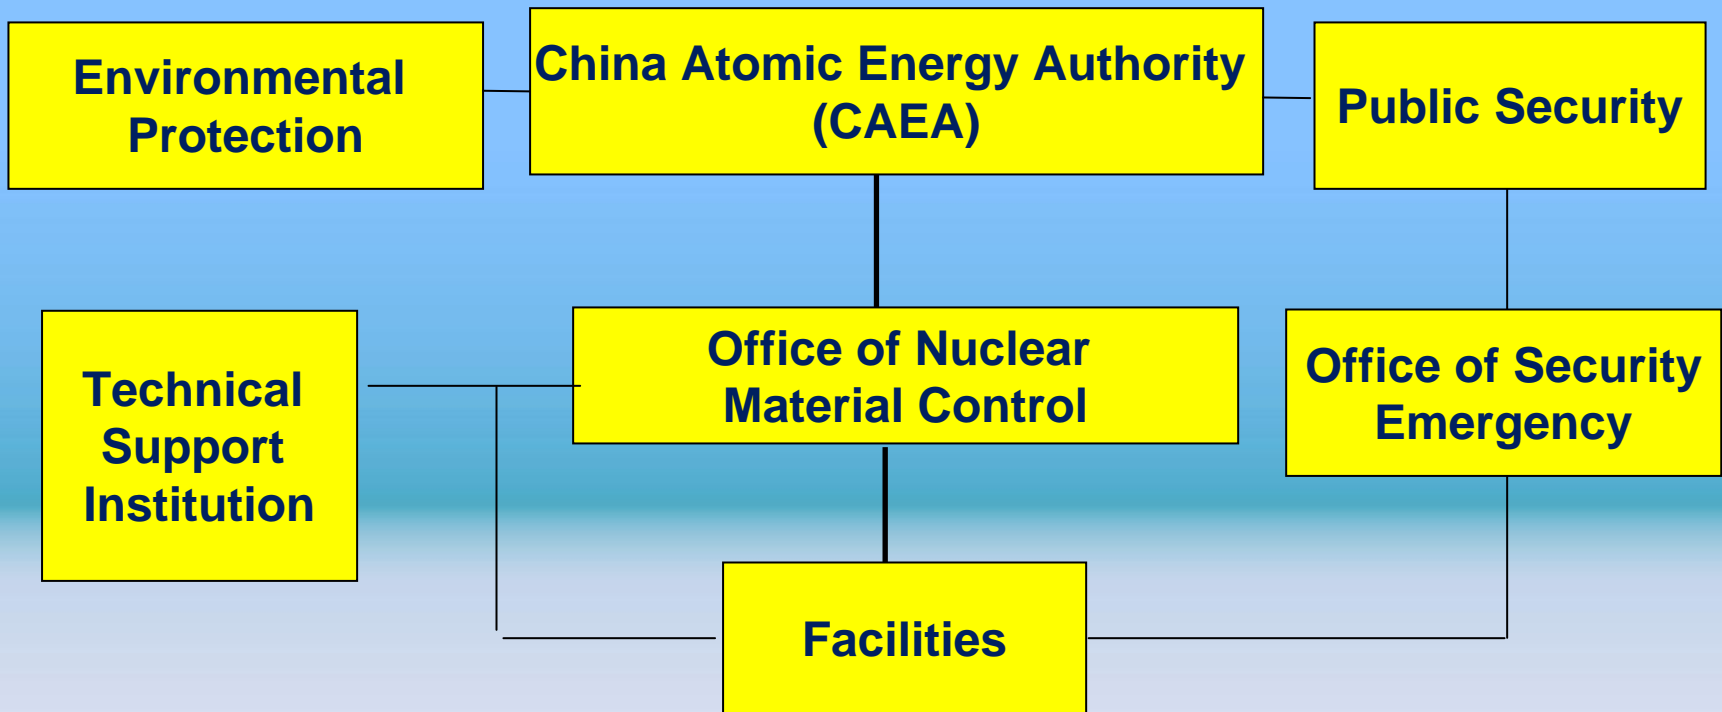 Environmental
Protection
China Atomic Energy Authority
(CAEA)
Public Security
Technical
Support
Institution
Office of Nuclear
Material Control
Office of Security
Emergency
Facilities